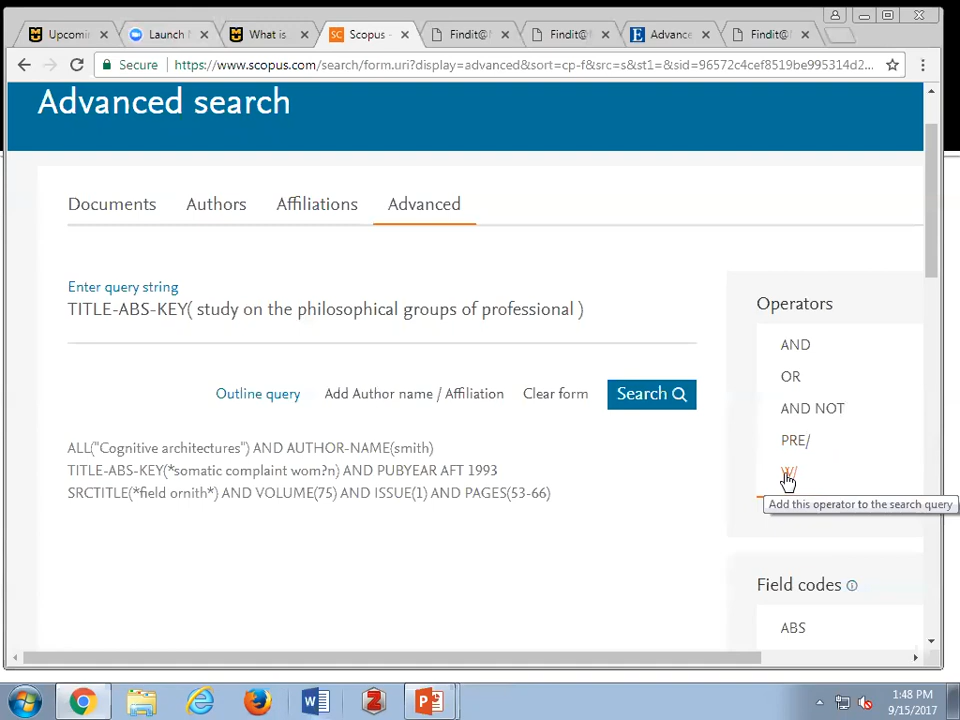 Upcomin
Launch
What is
Scopus -
Findit@
Findit@
Advance
Findit@
Secure
https://www.scopus.com/search/form.uri?display=advanced&sort=cp-f&src=s&st1=&sid=96572c4cef8519be995314d2...
Advanced search
Documents Authors Affiliations Advanced
Enter query string
TITLE-ABS-KEY( study on the philosophical groups of professional )
Outline query Add Author name / Affiliation Clear form Search
ALL("Cognitive architectures") AND AUTHOR-NAME(smith)
TITLE-ABS-KEY(*somatic complaint wom?n) AND PUBYEAR AFT 1993
SRCTITLE(*field ornith*) AND VOLUME(75) AND ISSUE(1) AND PAGES(53-66)
Operators
AND
OR
AND NOT
PRE/
W/
Add this operator to the search query
Field codes
ABS
1:48 PM
9/15/2017